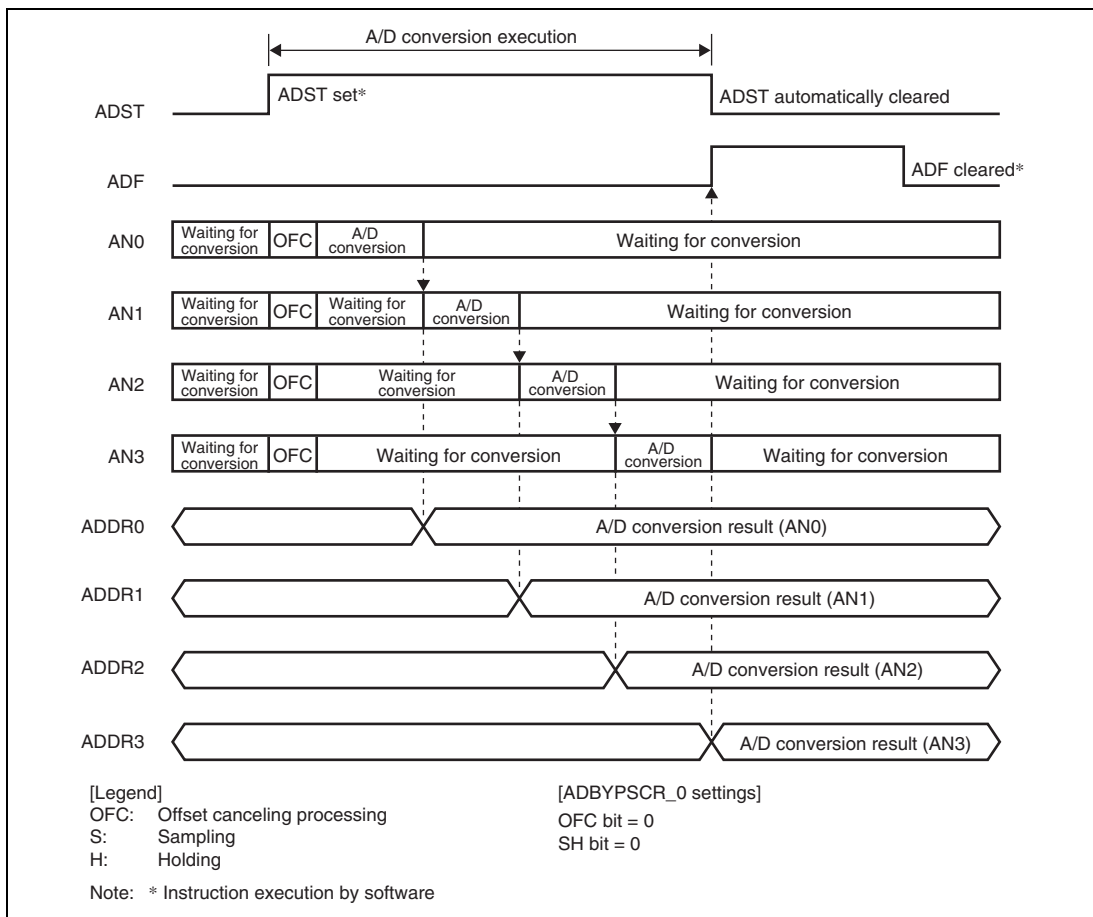 A/D conversion execution
ADST
ADST set*
ADST automatically cleared
ADF
ADF cleared*
AN0
Waiting for
conversion
OFC
A/D
conversion
Waiting for conversion
AN1
Waiting for
conversion
OFC
Waiting for
conversion
A/D
conversion
Waiting for conversion
AN2
Waiting for
conversion
OFC
Waiting for
conversion
A/D
conversion
Waiting for conversion
AN3
Waiting for
conversion
OFC
Waiting for conversion
A/D
conversion
Waiting for conversion
ADDR0
A/D conversion result (AN0)
ADDR1
A/D conversion result (AN1)
ADDR2
A/D conversion result (AN2)
ADDR3
A/D conversion result (AN3)
[Legend]
OFC: Offset canceling processing
S: Sampling
H: Holding
[ADBYPSCR_0 settings]
OFC bit = 0
SH bit = 0
Note: * Instruction execution by software